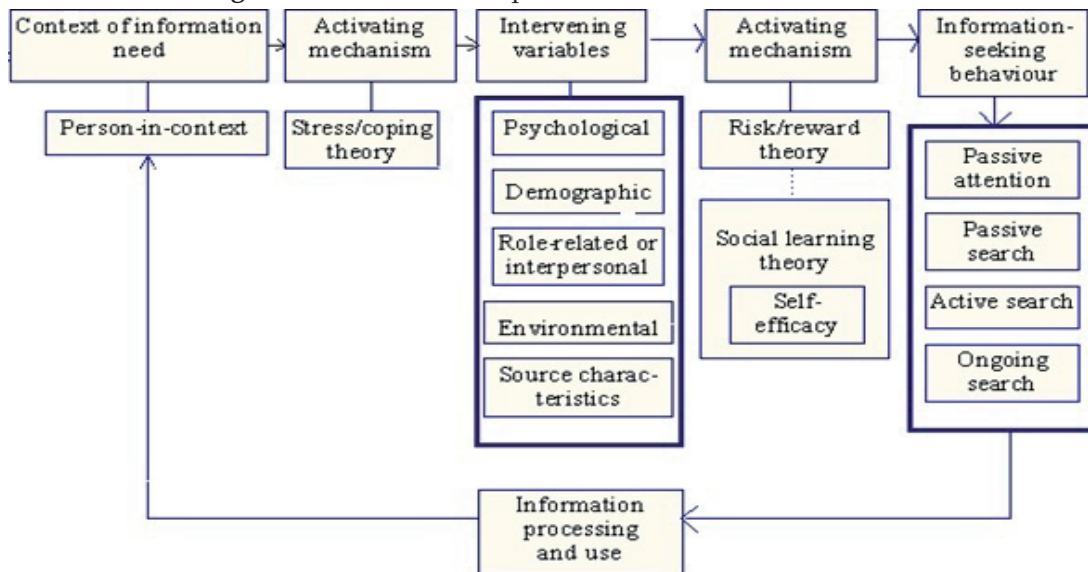 Context of information
need
Activating
mechanism
Intervening
variables
Activating
mechanism
Information-
seeking
behaviour
Person-in-context
Stress/coping
theory
Psychological
Demographic
Role-related or
interpersonal
Environmental
Source charac-
teristics
Risk/reward
theory
Social learning
theory
Self-
efficacy
Passive
attention
Passive
search
Active search
Ongoing
search
Information
processing
and use